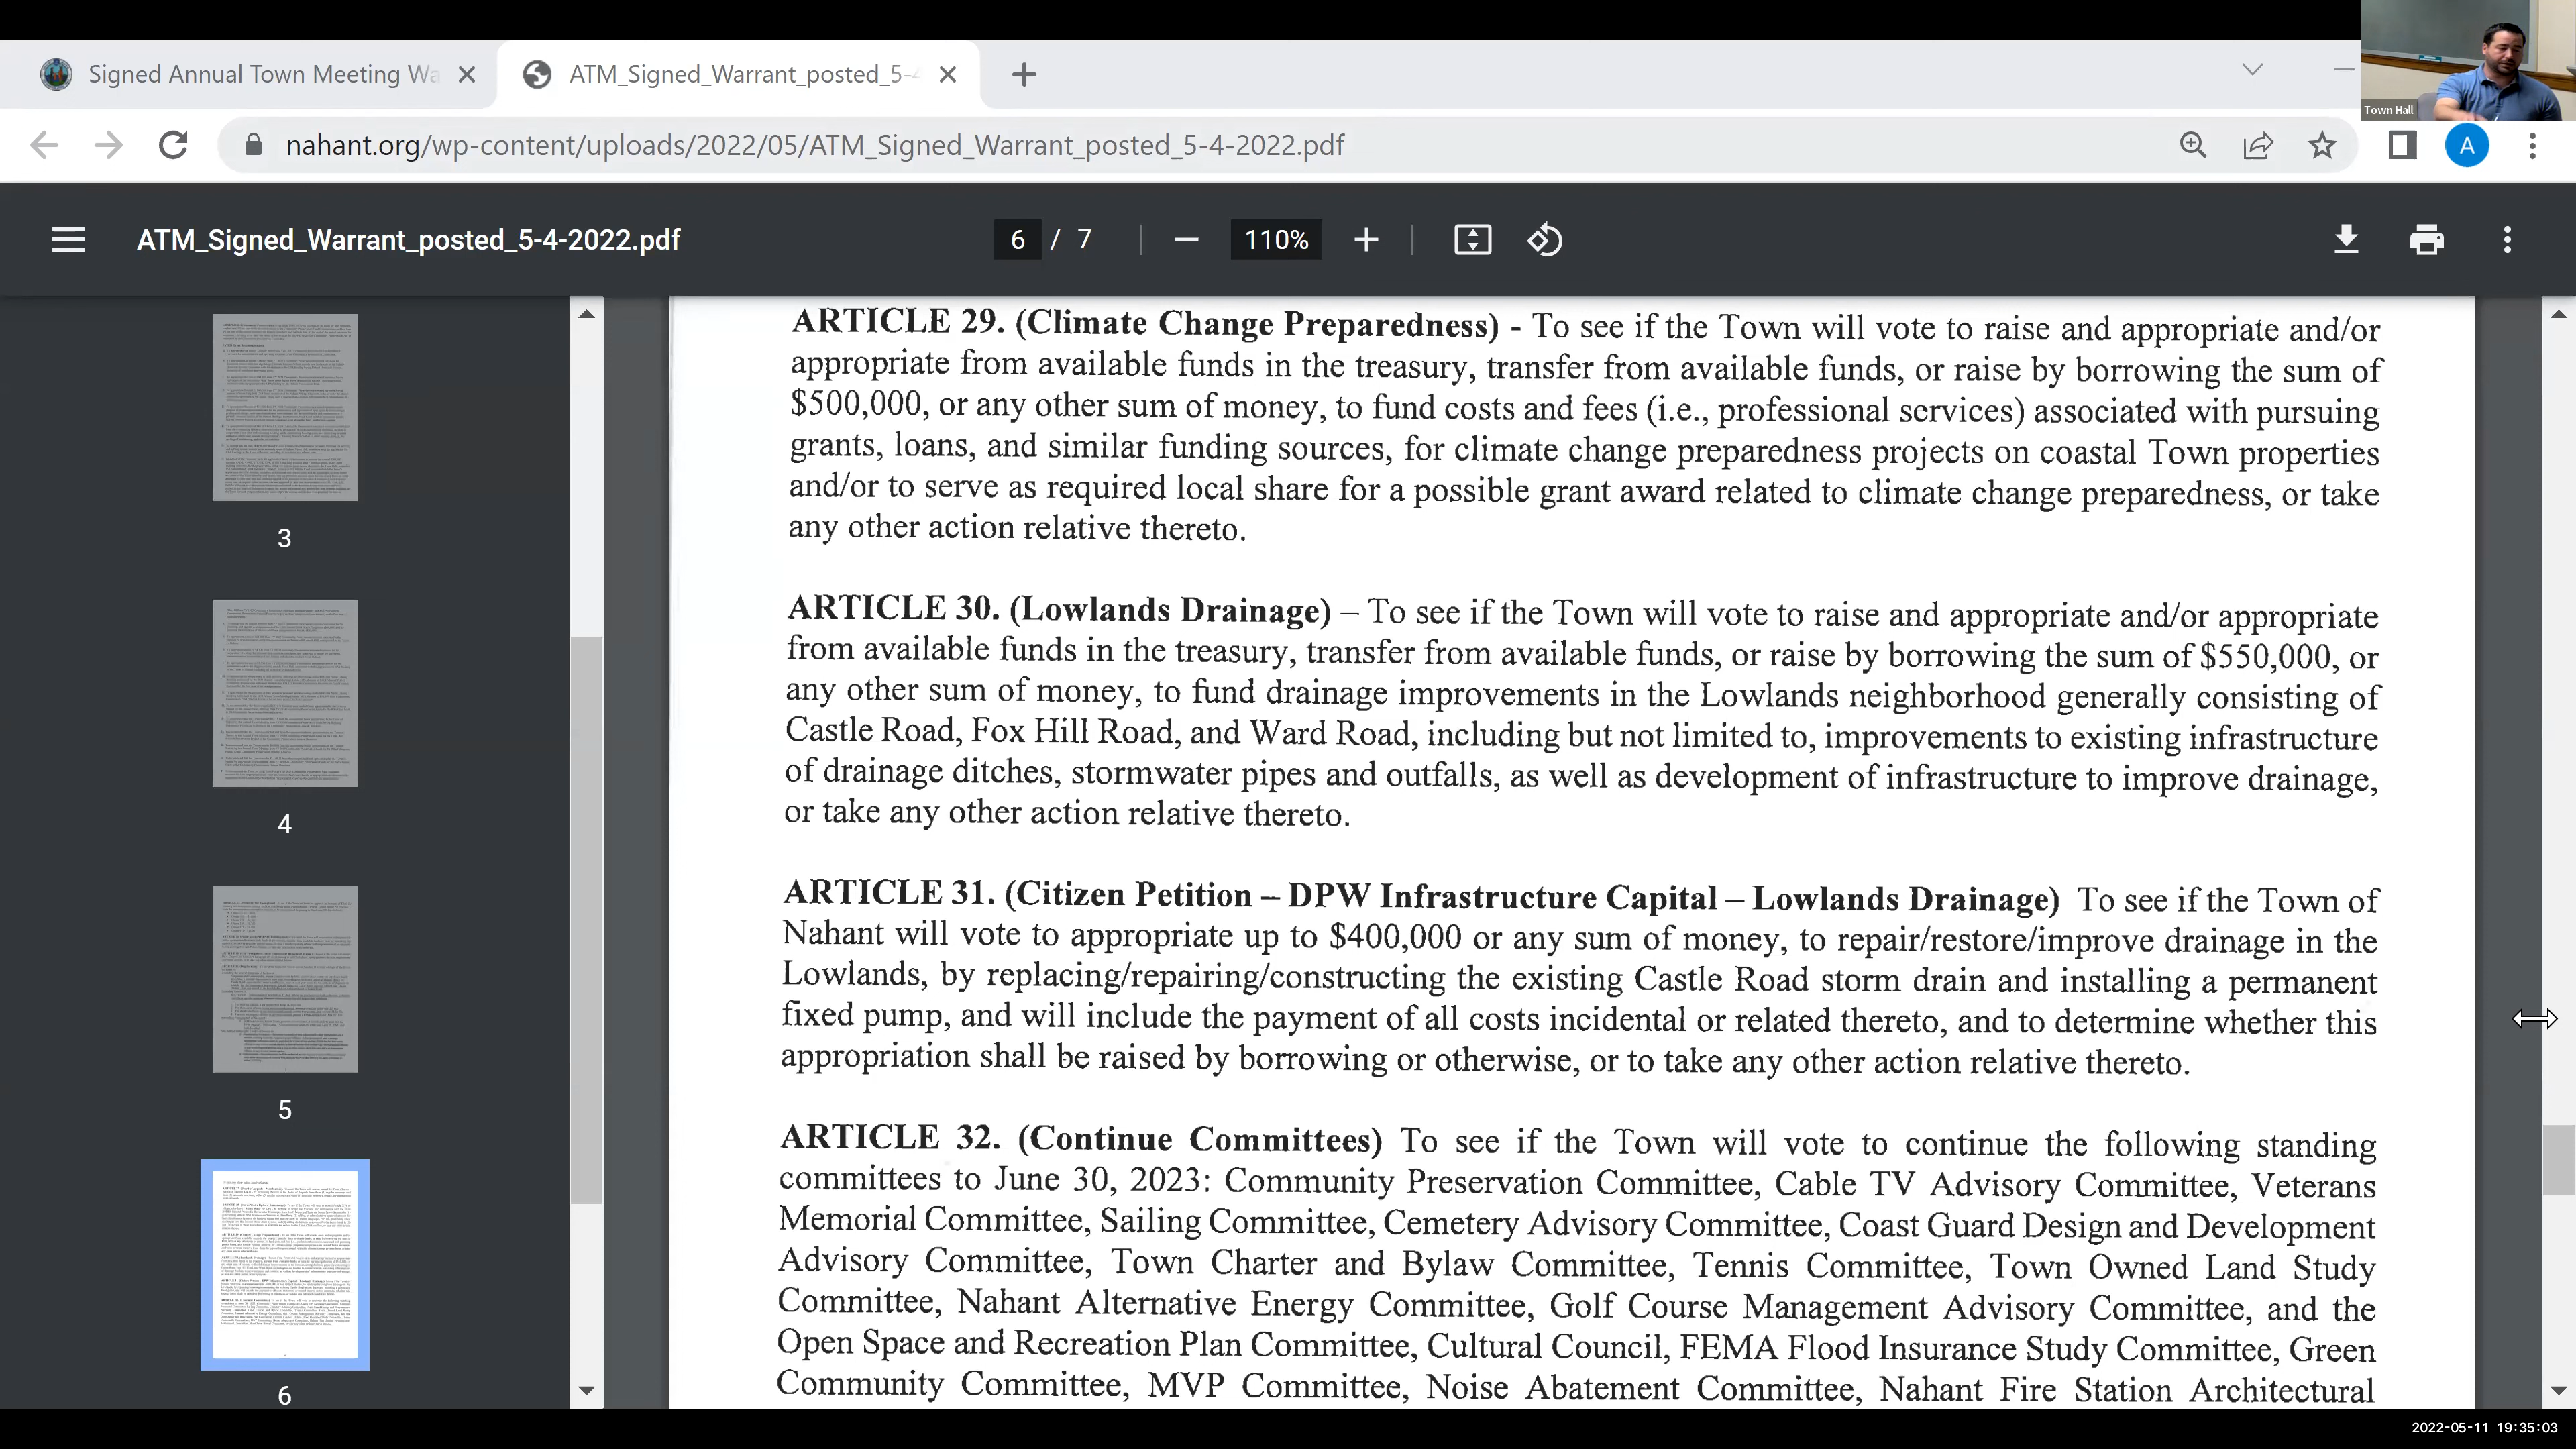 Signed Annual Town Meeting Wa
ATM_Signed_Warrant_posted_5-4
Town Hall
nahant.org/wp-content/uploads/2022/05/ATM_Signed_Warrant_posted_5-4-2022.pdf
A
ATM_Signed_Warrant_posted_5-4-2022.pdf
6 / 7
110%
3
4
5
6
ARTICLE 29. (Climate Change Preparedness) - To see if the Town will vote to raise and appropriate and/or
appropriate from available funds in the treasury, transfer from available funds, or raise by borrowing the sum of
$500,000, or any other sum of money, to fund costs and fees (i.e., professional services) associated with pursuing
grants, loans, and similar funding sources, for climate change preparedness projects on coastal Town properties
and/or to serve as required local share for a possible grant award related to climate change preparedness, or take
any other action relative thereto.
ARTICLE 30. (Lowlands Drainage) – To see if the Town will vote to raise and appropriate and/or appropriate
from available funds in the treasury, transfer from available funds, or raise by borrowing the sum of $550,000, or
any other sum of money, to fund drainage improvements in the Lowlands neighborhood generally consisting of
Castle Road, Fox Hill Road, and Ward Road, including but not limited to, improvements to existing infrastructure
of drainage ditches, stormwater pipes and outfalls, as well as development of infrastructure to improve drainage,
or take any other action relative thereto.
ARTICLE 31. (Citizen Petition – DPW Infrastructure Capital – Lowlands Drainage) To see if the Town of
Nahant will vote to appropriate up to $400,000 or any sum of money, to repair/restore/improve drainage in the
Lowlands, by replacing/repairing/constructing the existing Castle Road storm drain and installing a permanent
fixed pump, and will include the payment of all costs incidental or related thereto, and to determine whether this
appropriation shall be raised by borrowing or otherwise, or to take any other action relative thereto.
ARTICLE 32. (Continue Committees) To see if the Town will vote to continue the following standing
committees to June 30, 2023: Community Preservation Committee, Cable TV Advisory Committee, Veterans
Memorial Committee, Sailing Committee, Cemetery Advisory Committee, Coast Guard Design and Development
Advisory Committee, Town Charter and Bylaw Committee, Tennis Committee, Town Owned Land Study
Committee, Nahant Alternative Energy Committee, Golf Course Management Advisory Committee, and the
Open Space and Recreation Plan Committee, Cultural Council, FEMA Flood Insurance Study Committee, Green
Community Committee, MVP Committee, Noise Abatement Committee, Nahant Fire Station Architectural
2022-05-11 19:35:03